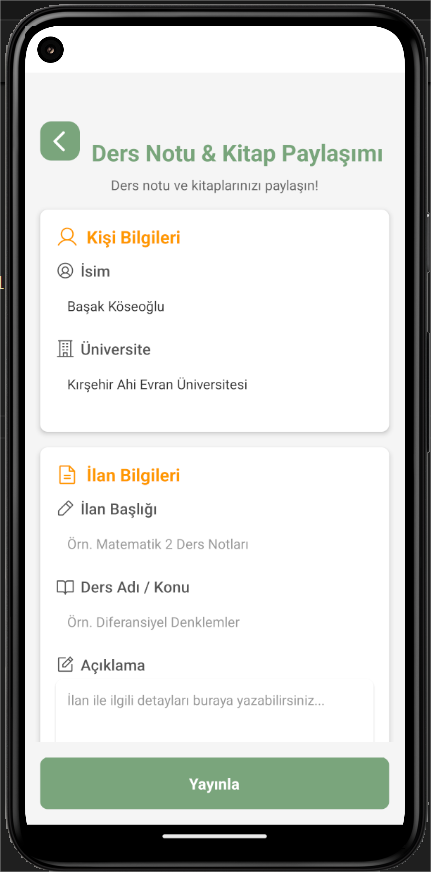 Ders Notu & Kitap Paylaşımı
Ders notu ve kitaplarınızı paylaşın!
Kişi Bilgileri
İsim
Başak Köseoğlu
Üniversite
Kırşehir Ahi Evran Üniversitesi
İlan Bilgileri
İlan Başlığı
Örn. Matematik 2 Ders Notları
Ders Adı / Konu
Örn. Diferansiyel Denklemler
Açıklama
İlan ile ilgili detayları buraya yazabilirsiniz...
Yayınla